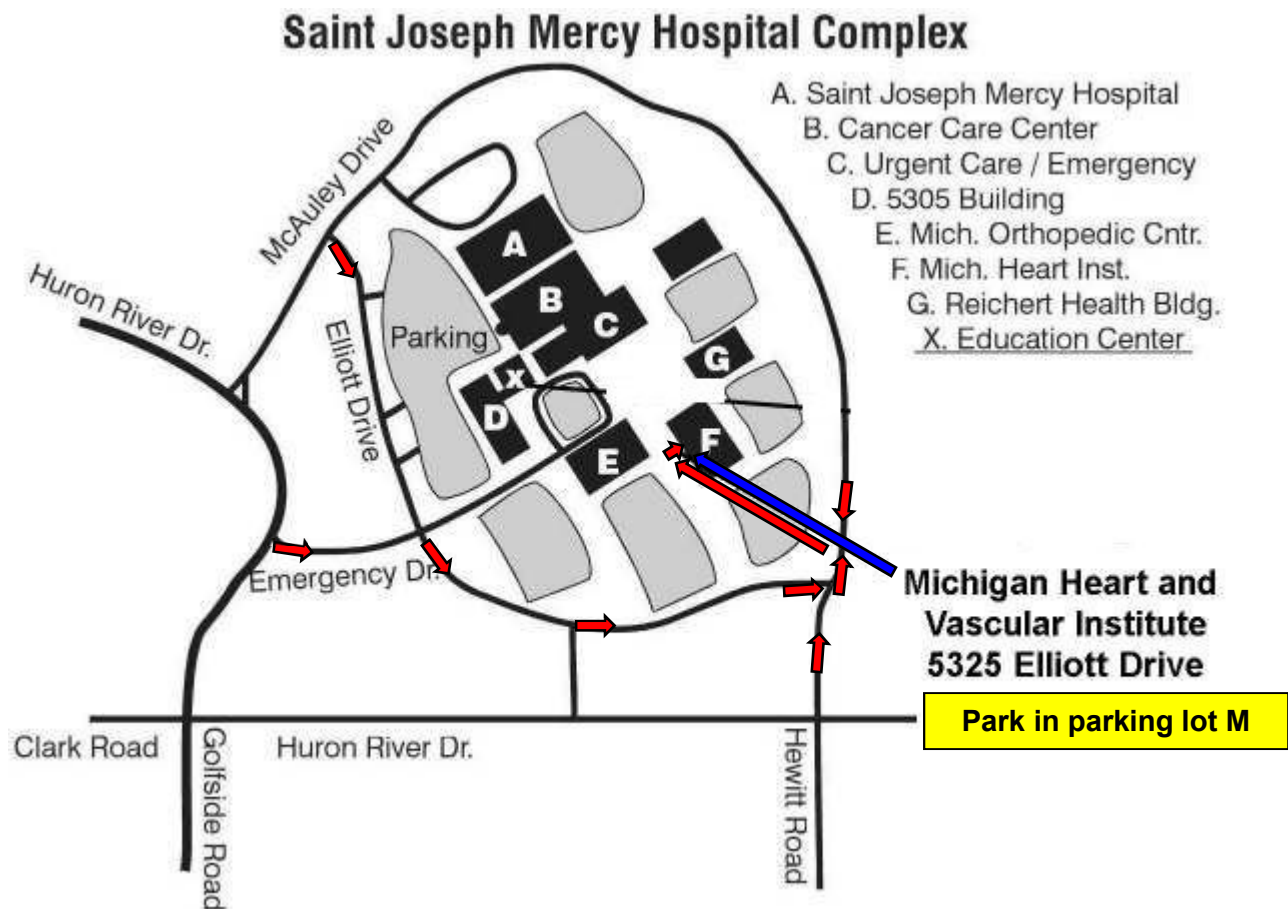 Saint Joseph Mercy Hospital Complex
A. Saint Joseph Mercy Hospital
B. Cancer Care Center
C. Urgent Care / Emergency
D. 5305 Building
E. Mich. Orthopedic Cntr.
F. Mich. Heart Inst.
G. Reichert Health Bldg.
X. Education Center
McAuley Drive
Huron River Dr.
Elliott Drive
Parking
A
B
C
G
X
D
F
E
Emergency Dr.
Michigan Heart and
Vascular Institute
5325 Elliott Drive
Park in parking lot M
Clark Road
Golfside Road
Huron River Dr.
Hewitt Road